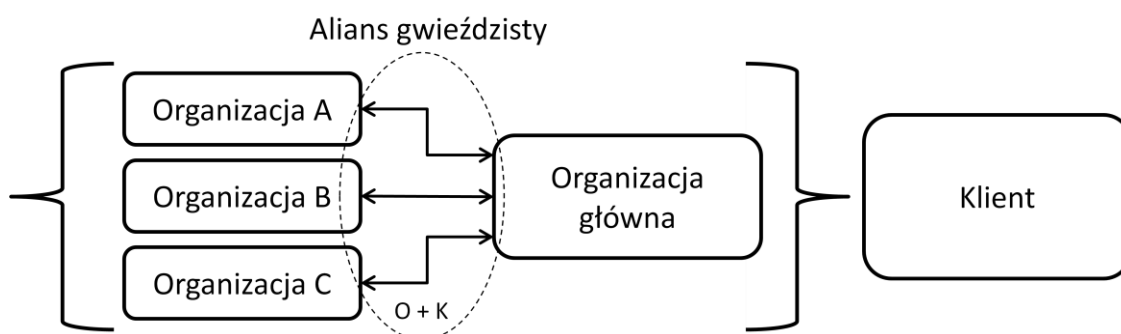 Alians gwieździsty
Organizacja A
Organizacja B
Organizacja C
O + K
Organizacja
główna
Klient